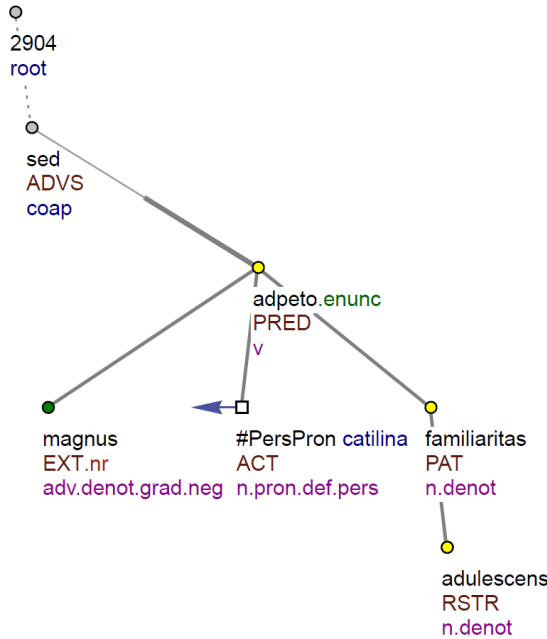 2904
root
sed
ADVS
coap
adpeto.enunc
PRED
v
magnus
EXT.nr
adv.denot.grad.neg
#PersPron catilina
ACT
n.pron.def.pers
familiaritas
PAT
n.denot
adulescens
RSTR
n.denot